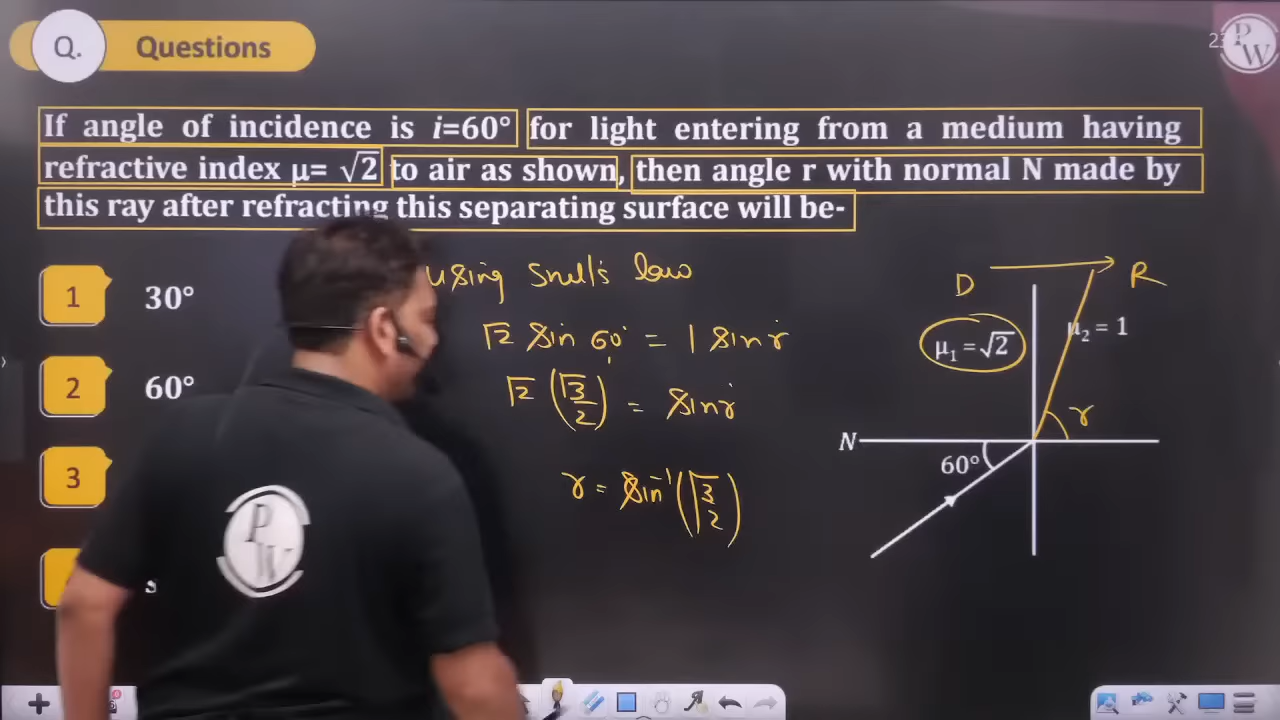 Q. Questions
23
PW
If angle of incidence is i=60° for light entering from a medium having
refractive index μ= √2 to air as shown, then angle r with normal N made by
this ray after refracting this separating surface will be-
1 30°
2 60°
3
using Snell's law
√2 sin 60° = 1 sin r
√2 (√3/2) = sin r
r = sin⁻¹(√3/2)
D R
μ₁ = √2
μ₂ = 1
r
N
60°
PW